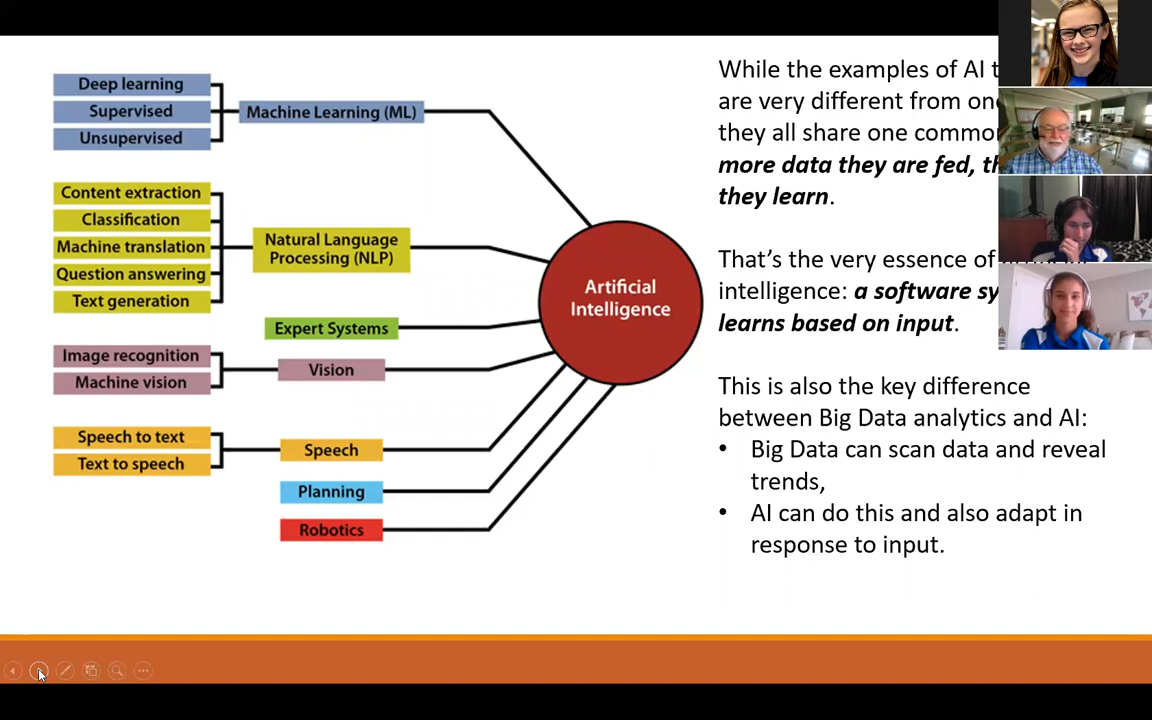 Deep learning
Supervised
Unsupervised
Machine Learning (ML)
Content extraction
Classification
Machine translation
Question answering
Text generation
Natural Language
Processing (NLP)
Expert Systems
Image recognition
Machine vision
Vision
Speech to text
Text to speech
Speech
Planning
Robotics
Artificial
Intelligence
While the examples of AI
are very different from
they all share one
more data they are fed,
they learn.
That's the very essence of
intelligence: a software
learns based on input.
This is also the key difference
between Big Data analytics and AI:
• Big Data can scan data and reveal
trends,
• AI can do this and also adapt in
response to input.